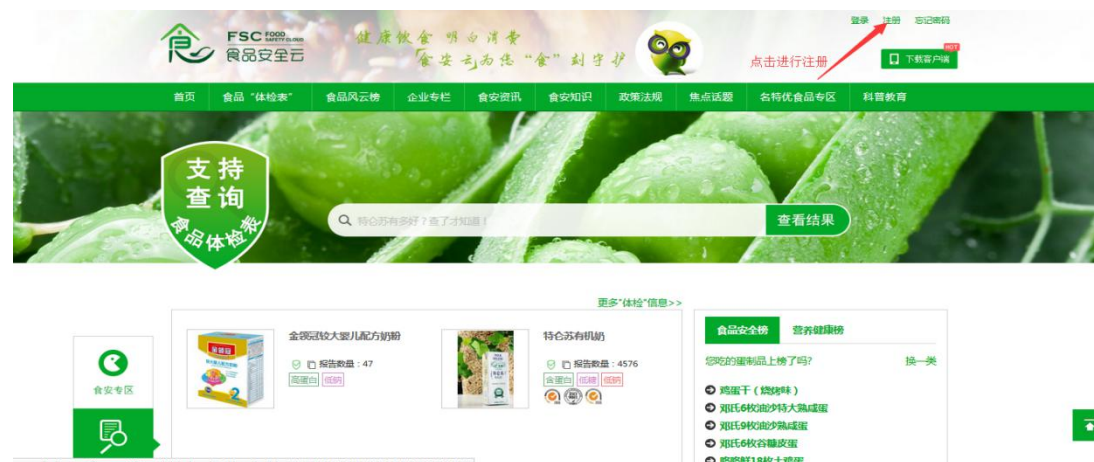 登录 注册 忘记密码
FSC FOOD SAFETY CLOUD
食品安全云
健康饮食 明白消费
食安云为您“食”刻守护
点击进行注册
HOT
下载客户端
首页 食品“体检表” 食品风云榜 企业专栏 食安资讯 食安知识 政策法规 焦点话题 名特优食品专区 科普教育
支持
查询
食品体检表
特仑苏有多好？查了才知道！
查看结果
更多“体检”信息>>
金领冠较大婴儿配方奶粉
报告数量：47
高蛋白 低钠
特仑苏有机奶
报告数量：4576
含蛋白 低糖 低钠
食品安全榜 营养健康榜
您吃的蛋制品上榜了吗? 换一类
鸡蛋干（烧烤味）
邓氏6枚油沙特大熟咸蛋
邓氏9枚油沙熟咸蛋
邓氏6枚谷糠皮蛋
食安专区